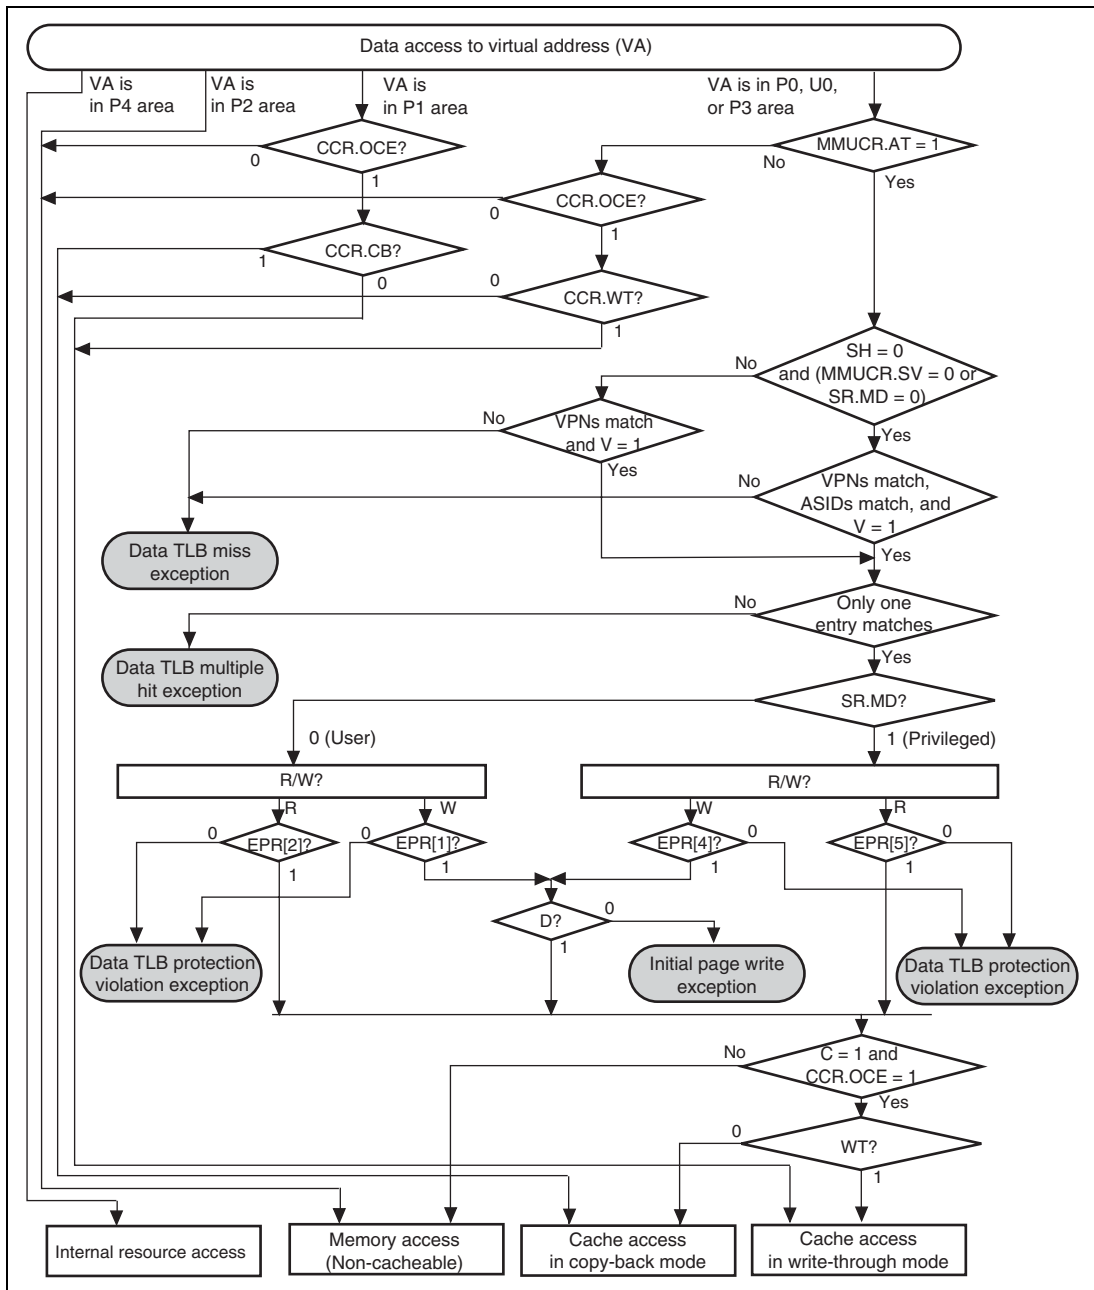 Data access to virtual address (VA)
VA is
in P4 area
VA is
in P2 area
VA is
in P1 area
VA is in P0, U0,
or P3 area
CCR.OCE?
0
1
MMUCR.AT = 1
No
Yes
CCR.OCE?
0
1
CCR.CB?
1
0
CCR.WT?
0
1
SH = 0
and (MMUCR.SV = 0 or
SR.MD = 0)
No
Yes
VPNs match
and V = 1
No
Yes
VPNs match,
ASIDs match, and
V = 1
No
Yes
Data TLB miss
exception
Only one
entry matches
No
Yes
Data TLB multiple
hit exception
SR.MD?
0 (User)
1 (Privileged)
R/W?
R/W?
R
W
W
R
0
EPR[2]?
1
0
EPR[1]?
1
EPR[4]?
0
1
EPR[5]?
0
1
D?
0
1
Data TLB protection
violation exception
Initial page write
exception
Data TLB protection
violation exception
C = 1 and
CCR.OCE = 1
No
Yes
WT?
0
1
Internal resource access
Memory access
(Non-cacheable)
Cache access
in copy-back mode
Cache access
in write-through mode